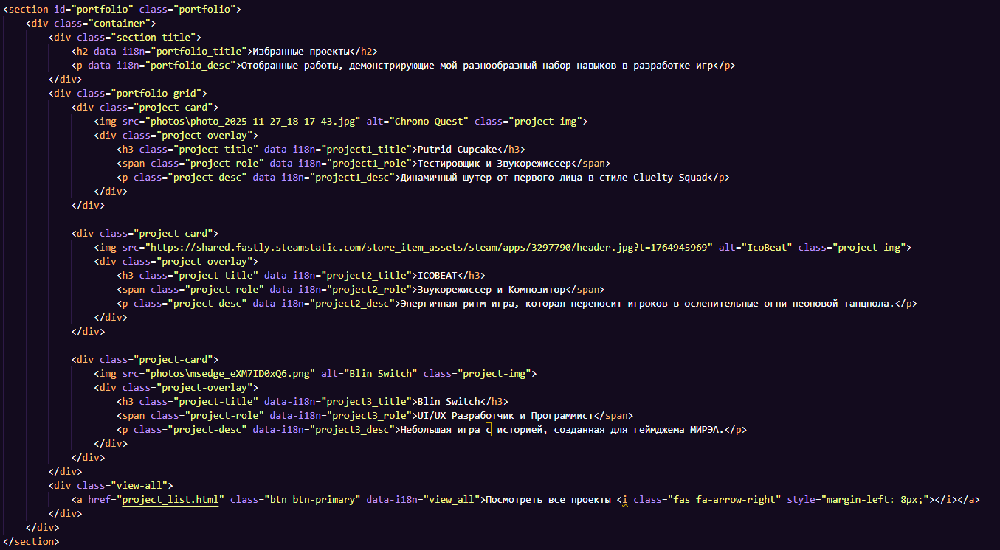 <section id="portfolio" class="portfolio">
    <div class="container">
        <div class="section-title">
            <h2 data-i18n="portfolio_title">Избранные проекты</h2>
            <p data-i18n="portfolio_desc">Отобранные работы, демонстрирующие мой разнообразный набор навыков в разработке игр</p>
        </div>
        <div class="portfolio-grid">
            <div class="project-card">
                <img src="photos\photo_2025-11-27_18-17-43.jpg" alt="Chrono Quest" class="project-img">
                <div class="project-overlay">
                    <h3 class="project-title" data-i18n="project1_title">Putrid Cupcake</h3>
                    <span class="project-role" data-i18n="project1_role">Тестировщик и Звукорежиссер</span>
                    <p class="project-desc" data-i18n="project1_desc">Динамичный шутер от первого лица в стиле Cluelty Squad</p>
                </div>
            </div>

            <div class="project-card">
                <img src="https://shared.fastly.steamstatic.com/store_item_assets/steam/apps/3297790/header.jpg?t=1764945969" alt="IcoBeat" class="project-img">
                <div class="project-overlay">
                    <h3 class="project-title" data-i18n="project2_title">ICOBEAT</h3>
                    <span class="project-role" data-i18n="project2_role">Звукорежиссер и Композитор</span>
                    <p class="project-desc" data-i18n="project2_desc">Энергичная ритм-игра, которая переносит игроков в ослепительные огни неоновой танцпола.</p>
                </div>
            </div>

            <div class="project-card">
                <img src="photos\msedge_eXM7ID0xQ6.png" alt="Blin Switch" class="project-img">
                <div class="project-overlay">
                    <h3 class="project-title" data-i18n="project3_title">Blin Switch</h3>
                    <span class="project-role" data-i18n="project3_role">UI/UX Разработчик и Программист</span>
                    <p class="project-desc" data-i18n="project3_desc">Небольшая игра с историей, созданная для геймджема МИРЭА.</p>
                </div>
            </div>
        </div>
        <div class="view-all">
            <a href="project_list.html" class="btn btn-primary" data-i18n="view_all">Посмотреть все проекты <i class="fas fa-arrow-right" style="margin-left: 8px;"></i></a>
        </div>
    </div>
</section>